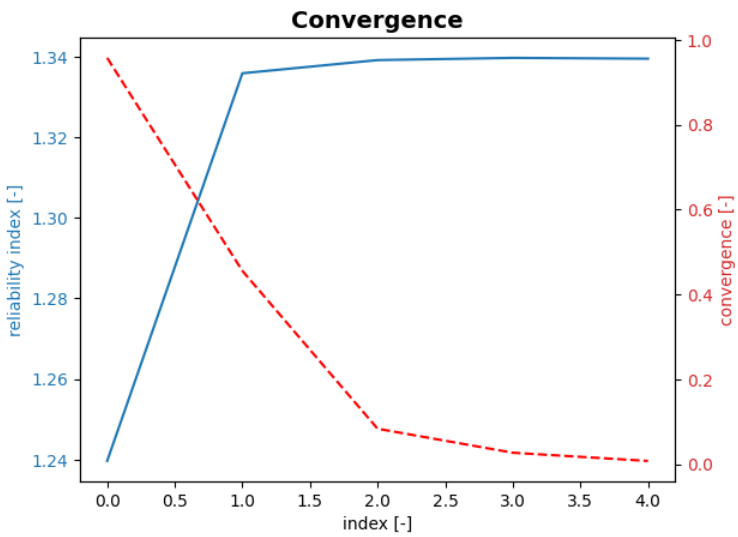 Convergence
1.34
1.32
1.30
1.28
1.26
1.24
reliability index [-]
1.0
0.8
0.6
0.4
0.2
0.0
convergence [-]
0.0 0.5 1.0 1.5 2.0 2.5 3.0 3.5 4.0
index [-]